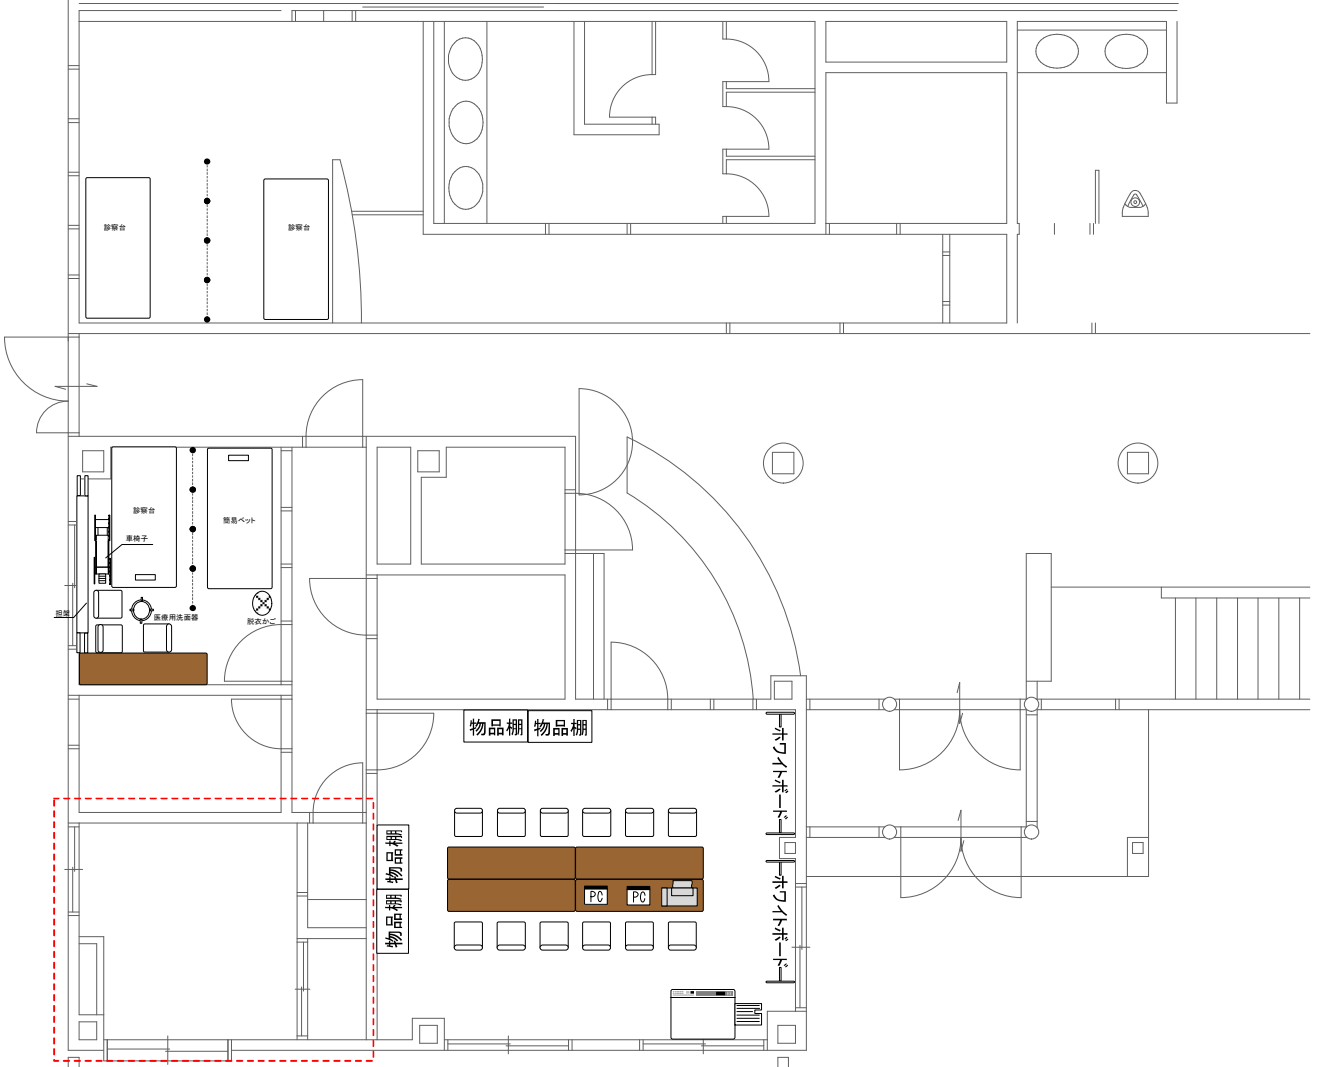 診察台
診察台
診察台
簡易ベット
車椅子
担架
医療用洗面器
脱衣かご
物品棚
物品棚
ホワイトボード
物品棚
物品棚
PC
PC
ホワイトボード